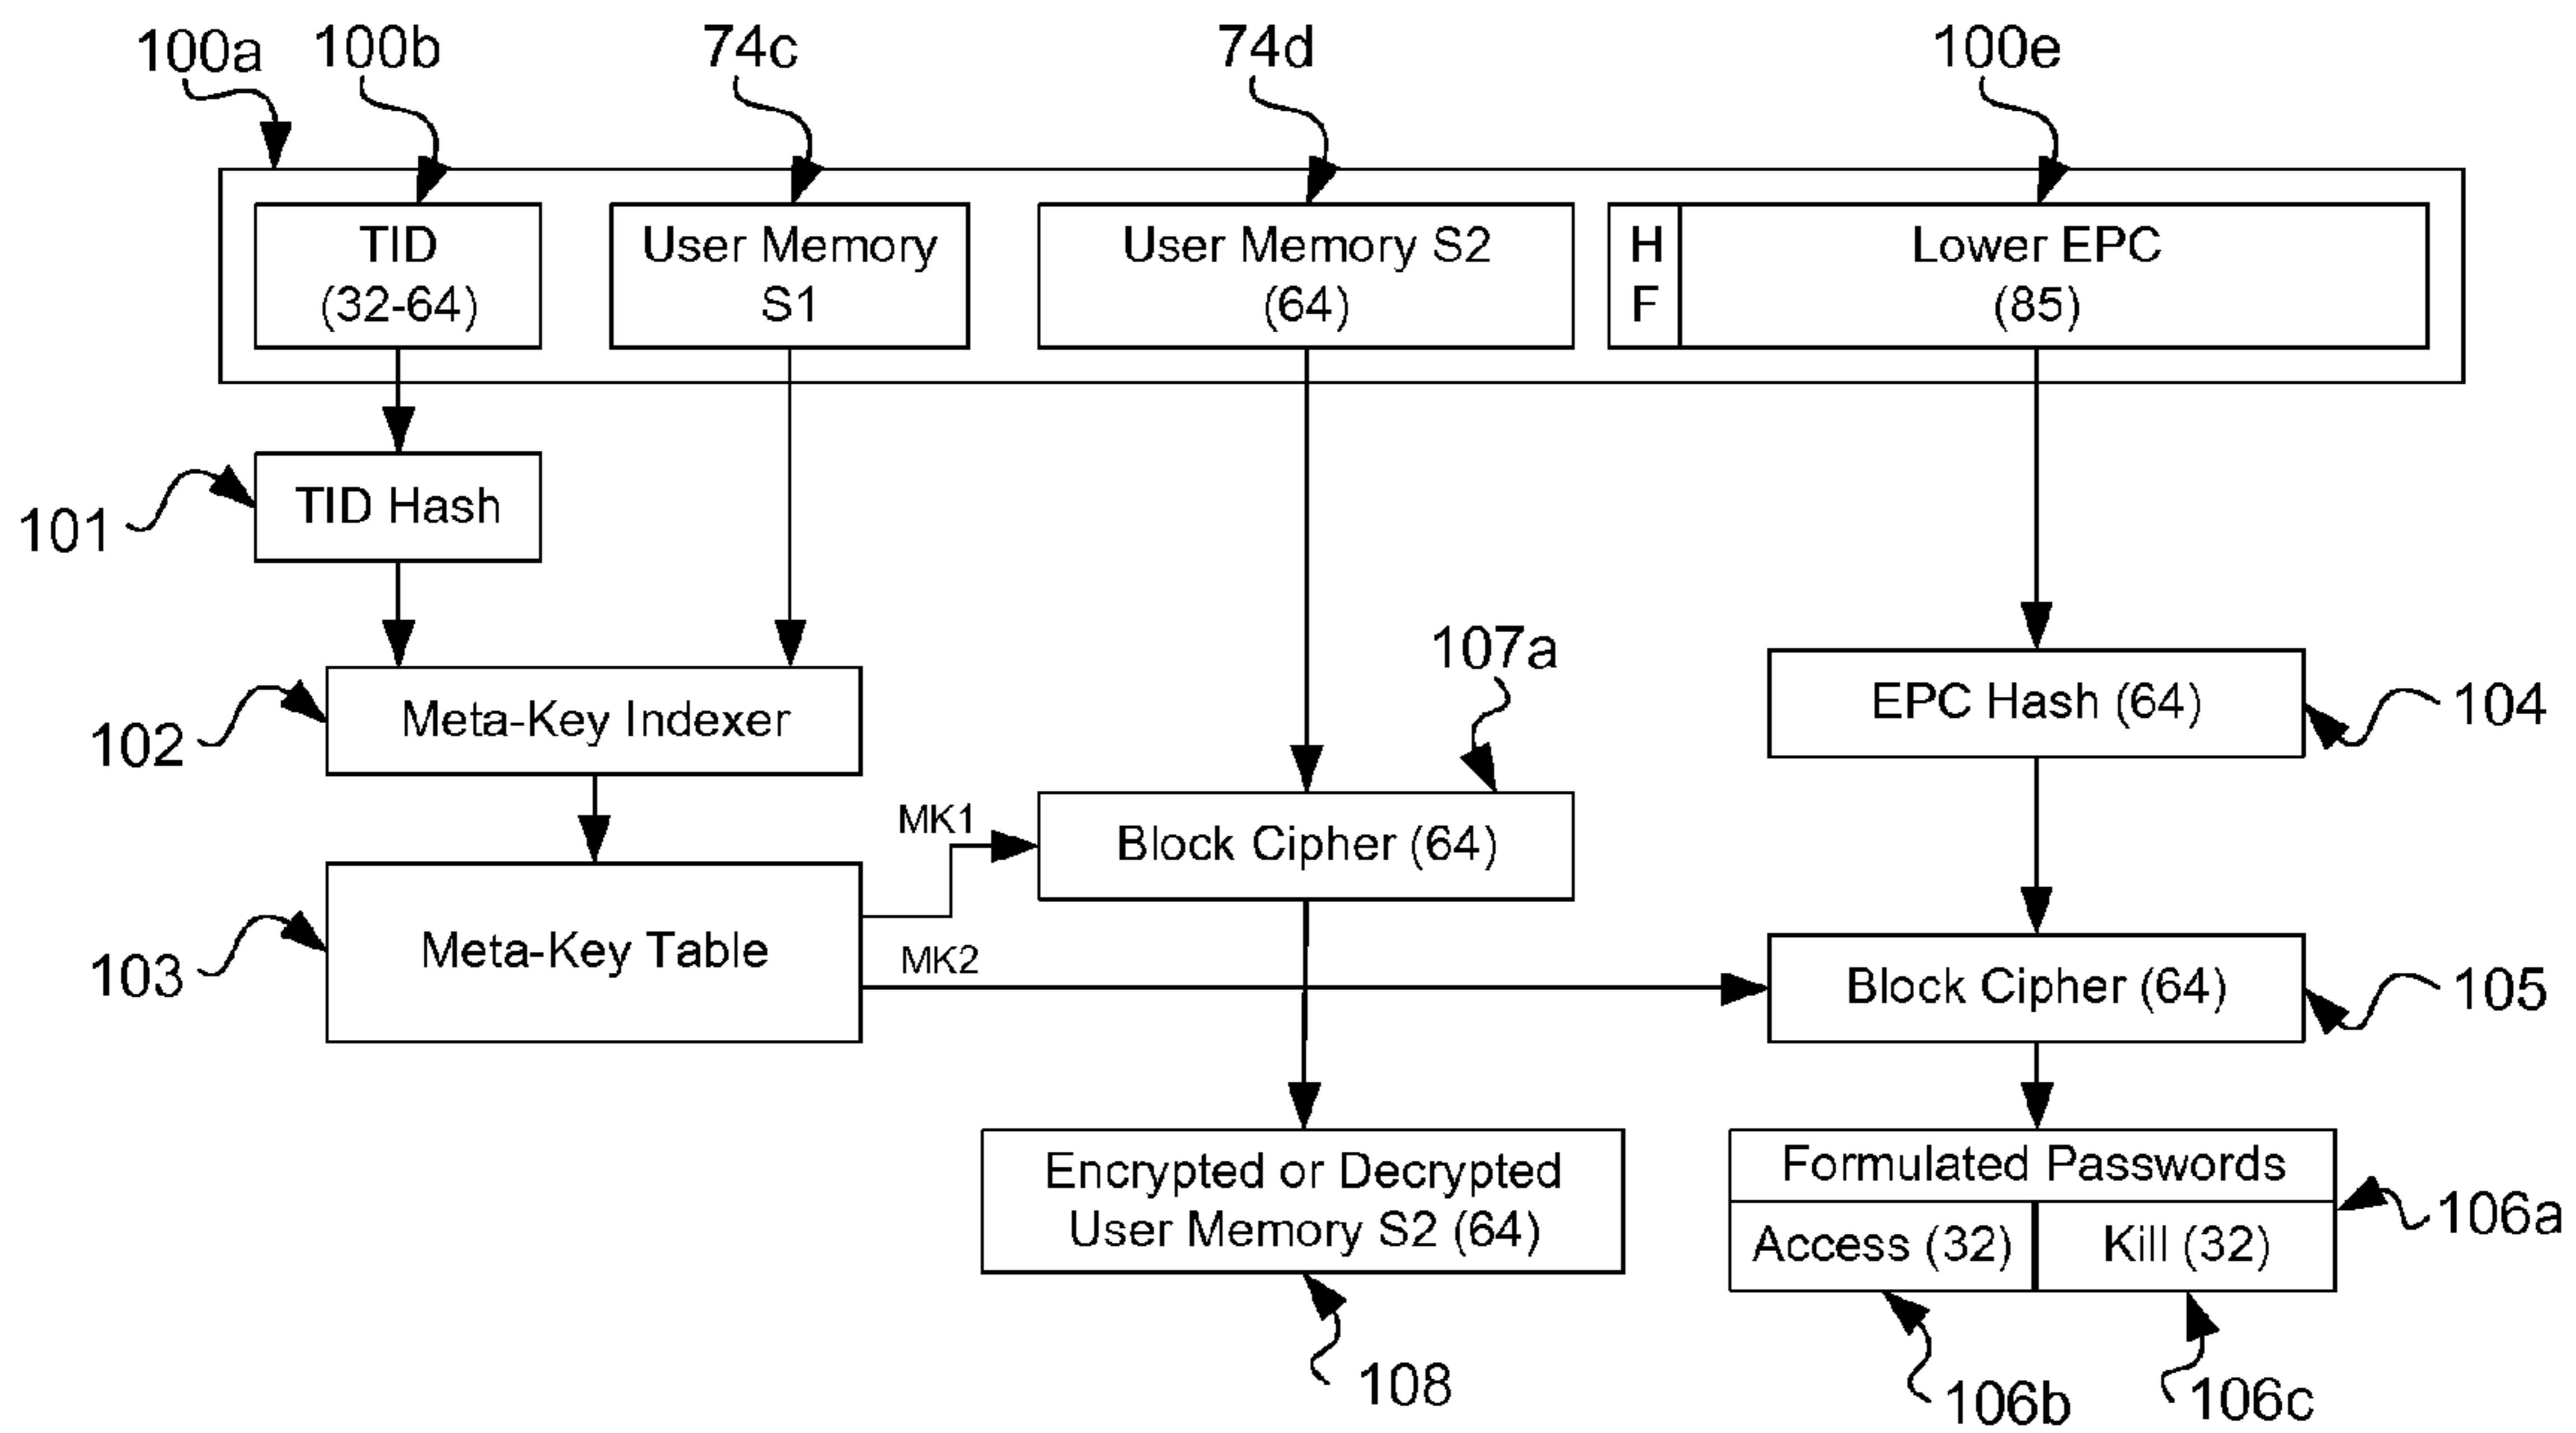 100a
100b
74c
74d
100e
TID
(32-64)
User Memory
S1
User Memory S2
(64)
H
F
Lower EPC
(85)
101
TID Hash
102
Meta-Key Indexer
107a
EPC Hash (64)
104
MK1
Block Cipher (64)
103
Meta-Key Table
MK2
Block Cipher (64)
105
Encrypted or Decrypted
User Memory S2 (64)
Formulated Passwords
Access (32)
Kill (32)
106a
108
106b
106c